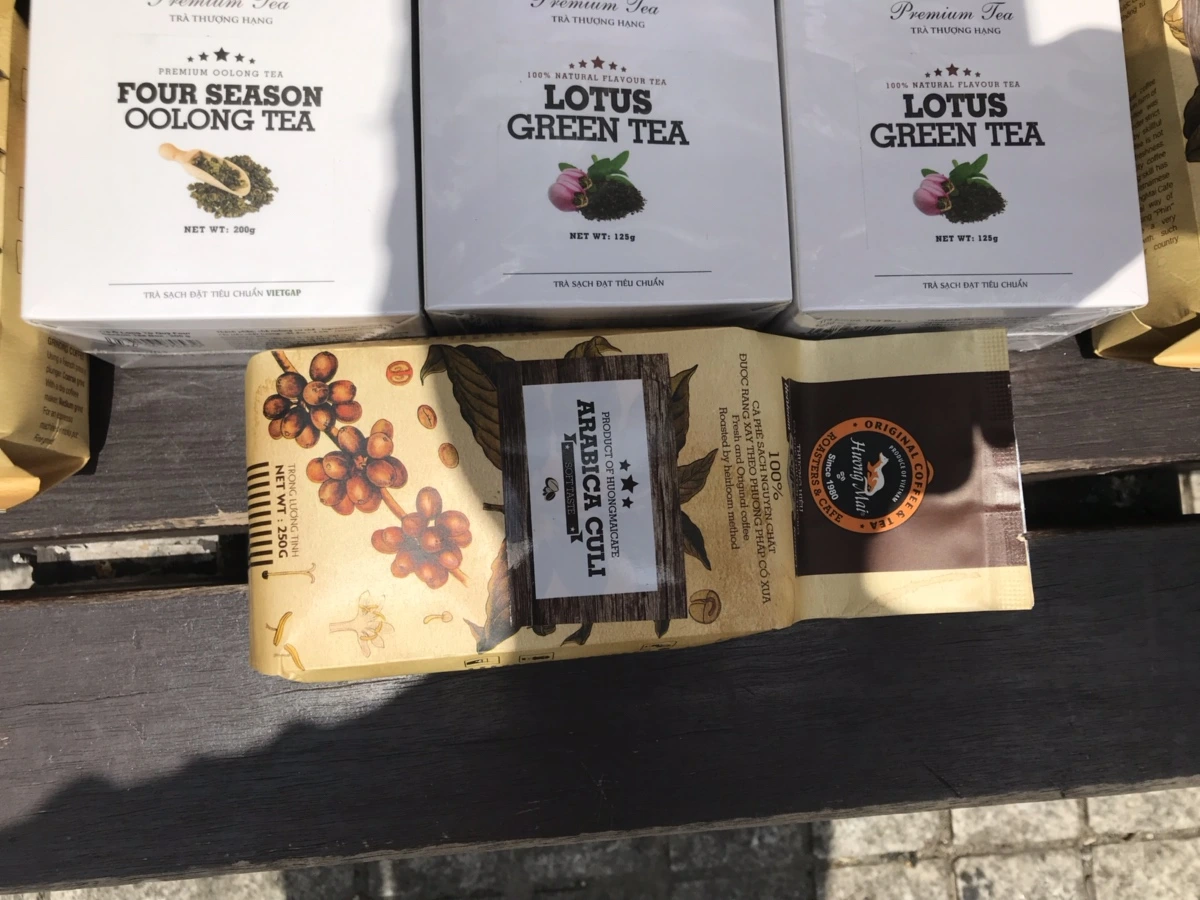 Premium Tea
TRÀ THƯỢNG HẠNG
PREMIUM OOLONG TEA
FOUR SEASON
OOLONG TEA
NET WT: 200g
TRÀ SẠCH ĐẠT TIÊU CHUẨN VIETGAP
Premium Tea
TRÀ THƯỢNG HẠNG
100% NATURAL FLAVOUR TEA
LOTUS
GREEN TEA
NET WT: 125g
TRÀ SẠCH ĐẠT TIÊU CHUẨN
Premium Tea
TRÀ THƯỢNG HẠNG
100% NATURAL FLAVOUR TEA
LOTUS
GREEN TEA
NET WT: 125g
TRÀ SẠCH ĐẠT TIÊU CHUẨN
ORIGINAL COFFEE & TEA
PRODUCE OF VIETNAM
Hương Mai
Since 1980
ROASTERS & CAFE
100%
CÀ PHÊ SẠCH NGUYÊN CHẤT
ĐƯỢC RANG XAY THEO PHƯƠNG PHÁP CỔ XƯA
Fresh and Original coffee
Roasted by heirloom method
PRODUCT OF HUONGMAICAFE
ARABICA CULI
SOFT TASTE
TRỌNG LƯỢNG TỊNH
NET WT : 250G